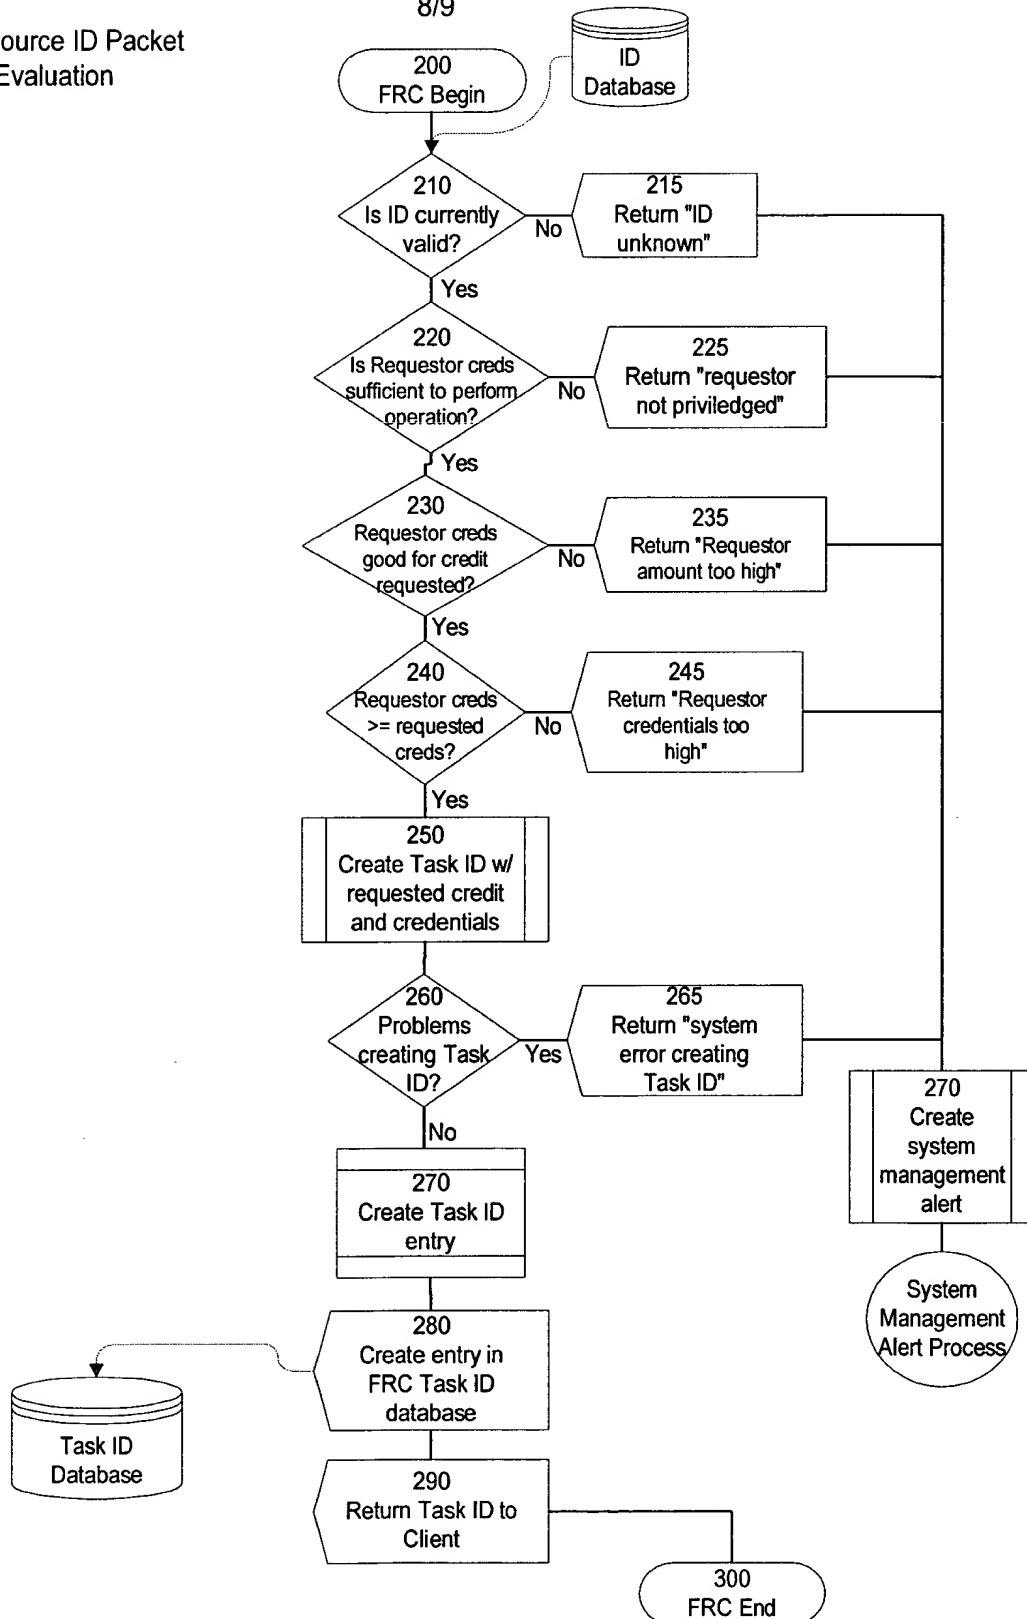 8/9
ource ID Packet
Evaluation
200
FRC Begin
ID
Database
210
Is ID currently
valid?
No
215
Return "ID
unknown"
Yes
220
Is Requestor creds
sufficient to perform
operation?
No
225
Return "requestor
not priviledged"
Yes
230
Requestor creds
good for credit
requested?
No
235
Return "Requestor
amount too high"
Yes
240
Requestor creds
>= requested
creds?
No
245
Return "Requestor
credentials too
high"
Yes
250
Create Task ID w/
requested credit
and credentials
260
Problems
creating Task
ID?
Yes
265
Return "system
error creating
Task ID"
No
270
Create
system
management
alert
270
Create Task ID
entry
System
Management
Alert Process
280
Create entry in
FRC Task ID
database
Task ID
Database
290
Return Task ID to
Client
300
FRC End